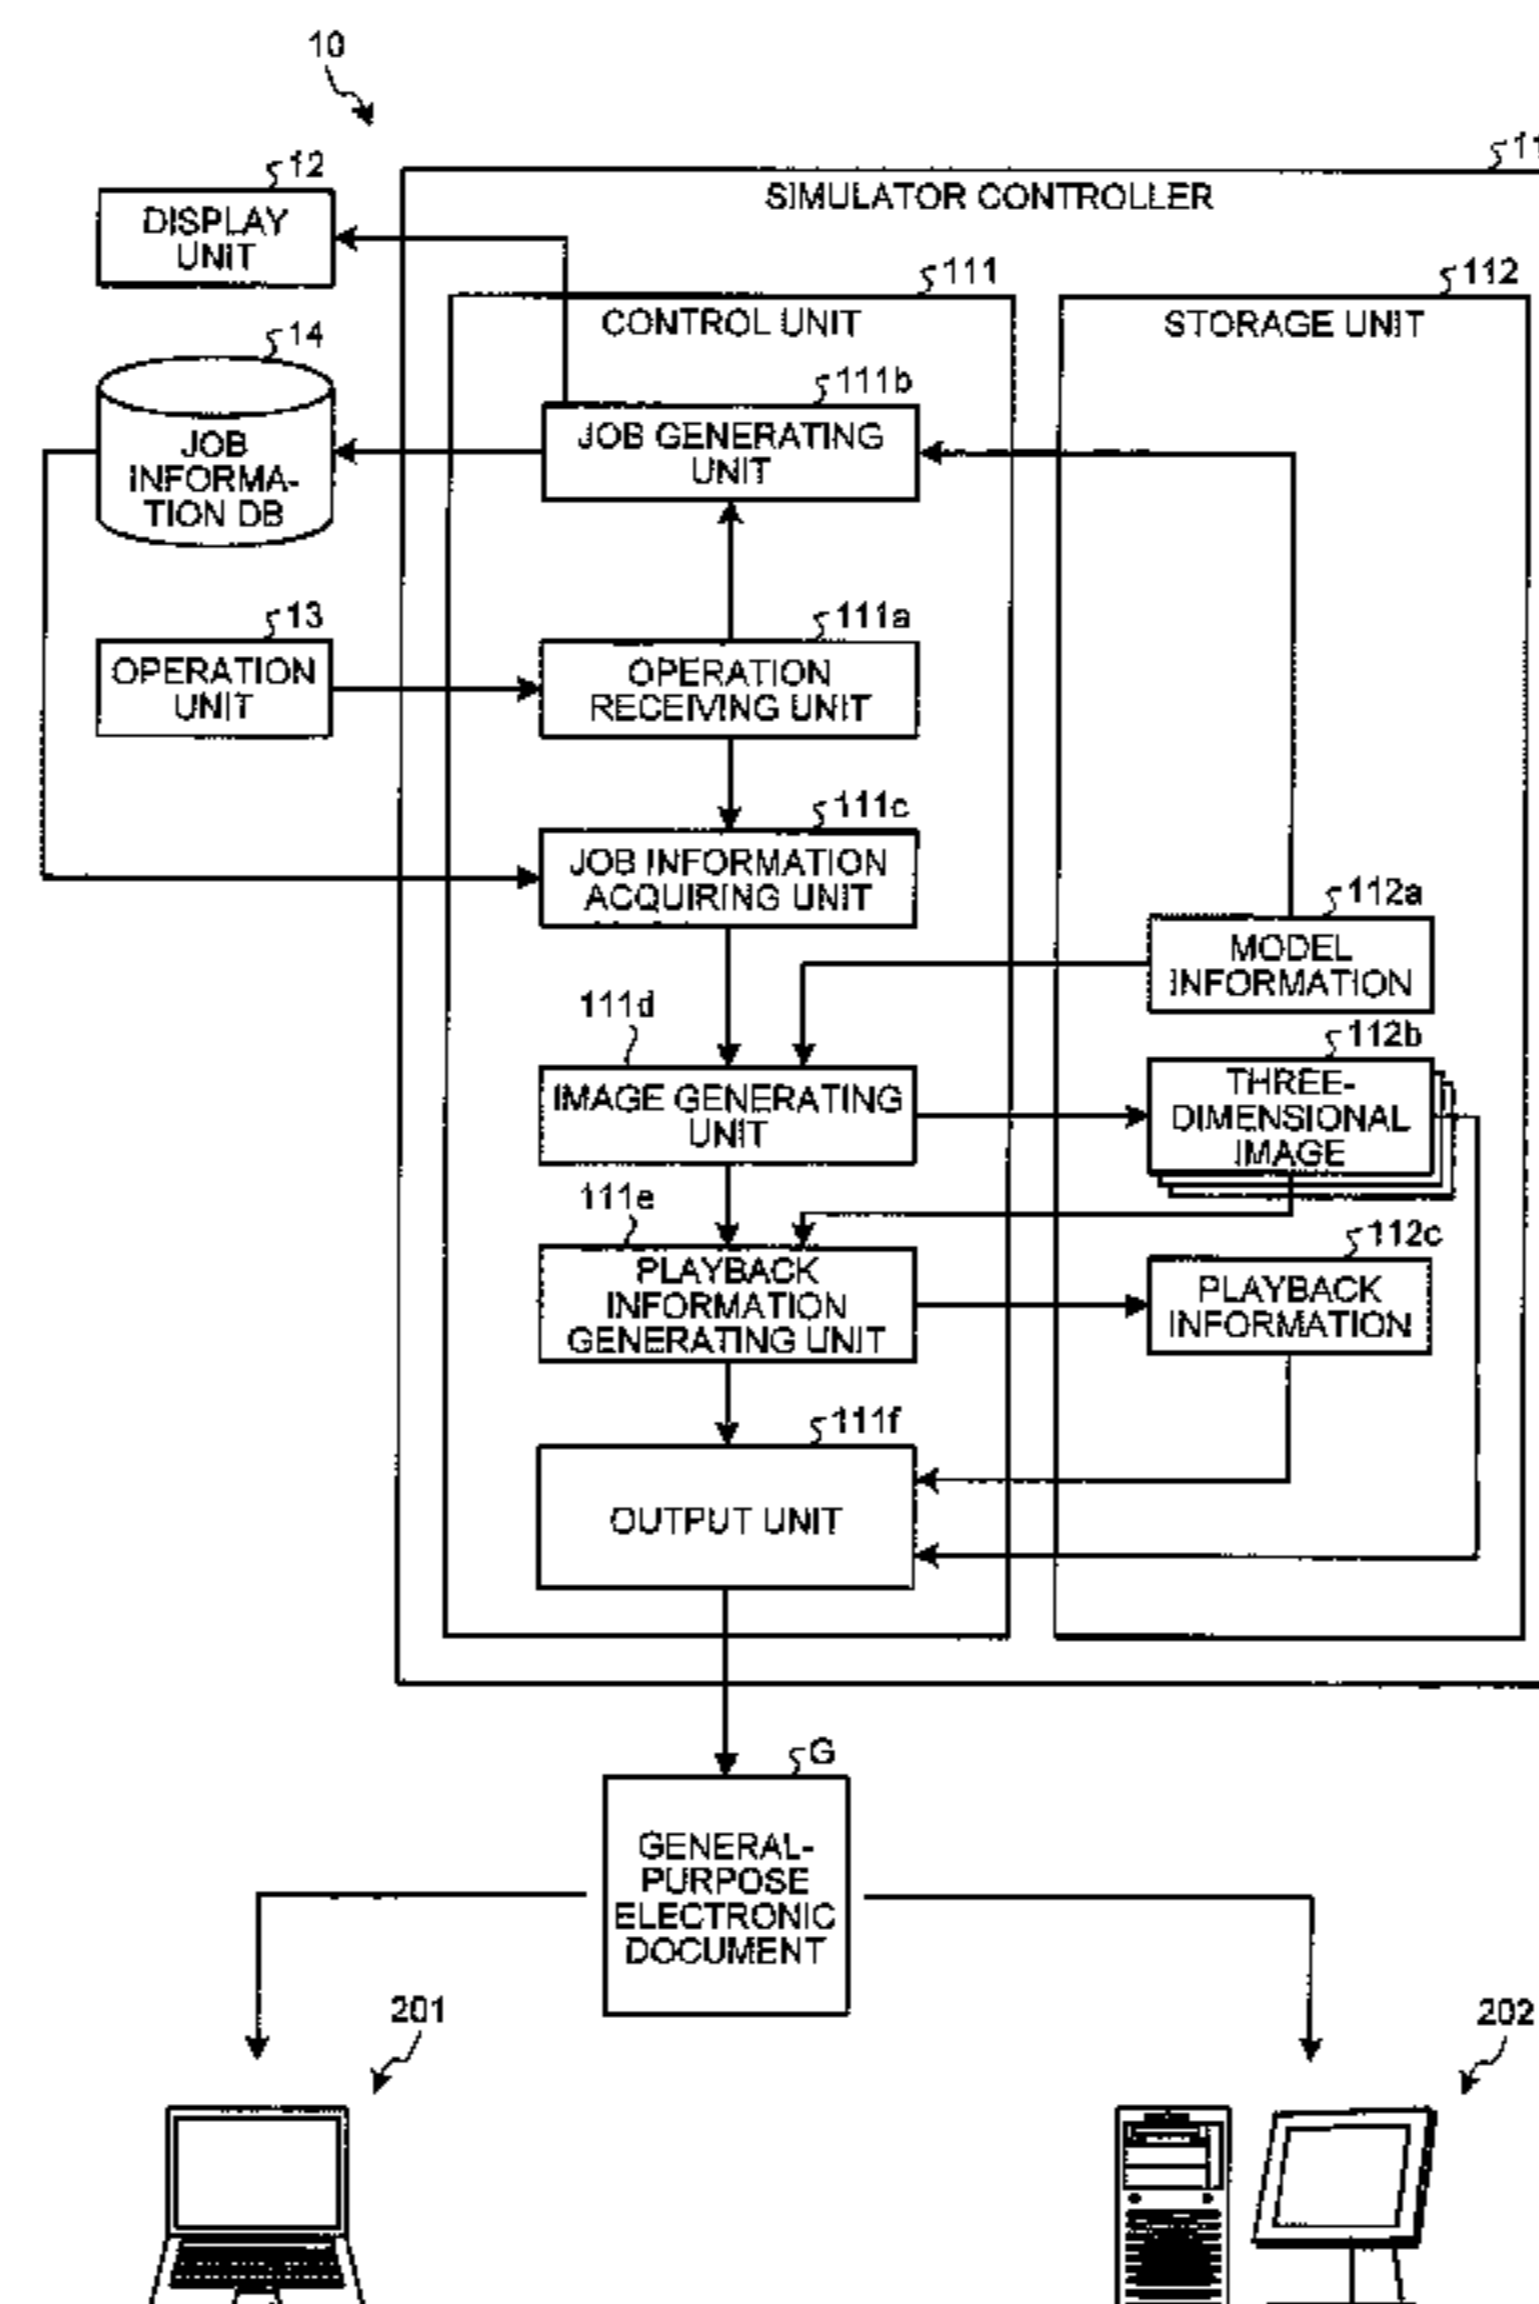 10
11
SIMULATOR CONTROLLER
12
DISPLAY
UNIT
111
CONTROL UNIT
112
STORAGE UNIT
14
JOB
INFORMA-
TION DB
111b
JOB GENERATING
UNIT
13
OPERATION
UNIT
111a
OPERATION
RECEIVING UNIT
111c
JOB INFORMATION
ACQUIRING UNIT
112a
MODEL
INFORMATION
111d
IMAGE GENERATING
UNIT
112b
THREE-
DIMENSIONAL
IMAGE
111e
PLAYBACK
INFORMATION
GENERATING UNIT
112c
PLAYBACK
INFORMATION
111f
OUTPUT UNIT
G
GENERAL-
PURPOSE
ELECTRONIC
DOCUMENT
201
202